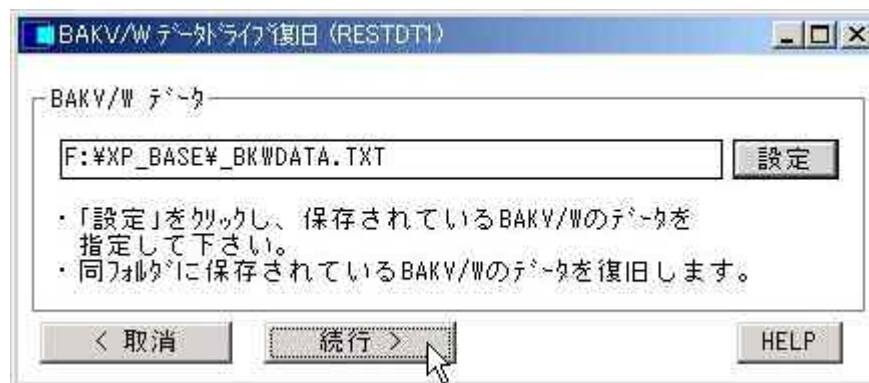 BAKV/W ﾃﾞｰﾀﾄﾞﾗｲﾌﾞ復旧 (RESTDT1)
BAKV/W ﾃﾞｰﾀ
F:¥XP_BASE¥_BKWDATA.TXT
設定
・「設定」をｸﾘｯｸし、保存されているBAKV/Wのﾃﾞｰﾀを
指定して下さい。
・同ﾌｫﾙﾀﾞに保存されているBAKV/Wのﾃﾞｰﾀを復旧します。
< 取消
続行 >
HELP